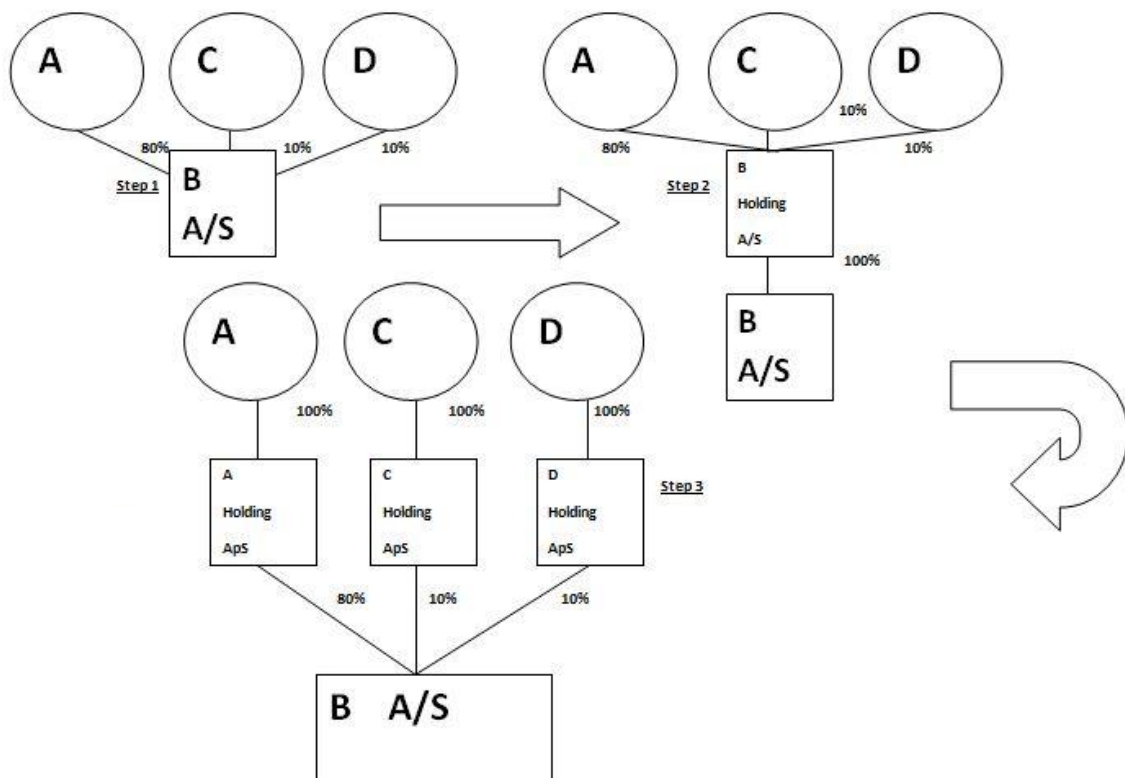 A C D
80% 10% 10%
Step 1
B
A/S
A C D
10%
80% 10%
Step 2
B
Holding
A/S
100%
B
A/S
A C D
100% 100% 100%
A C D
Holding Holding Holding
ApS ApS ApS
Step 3
80% 10% 10%
B A/S